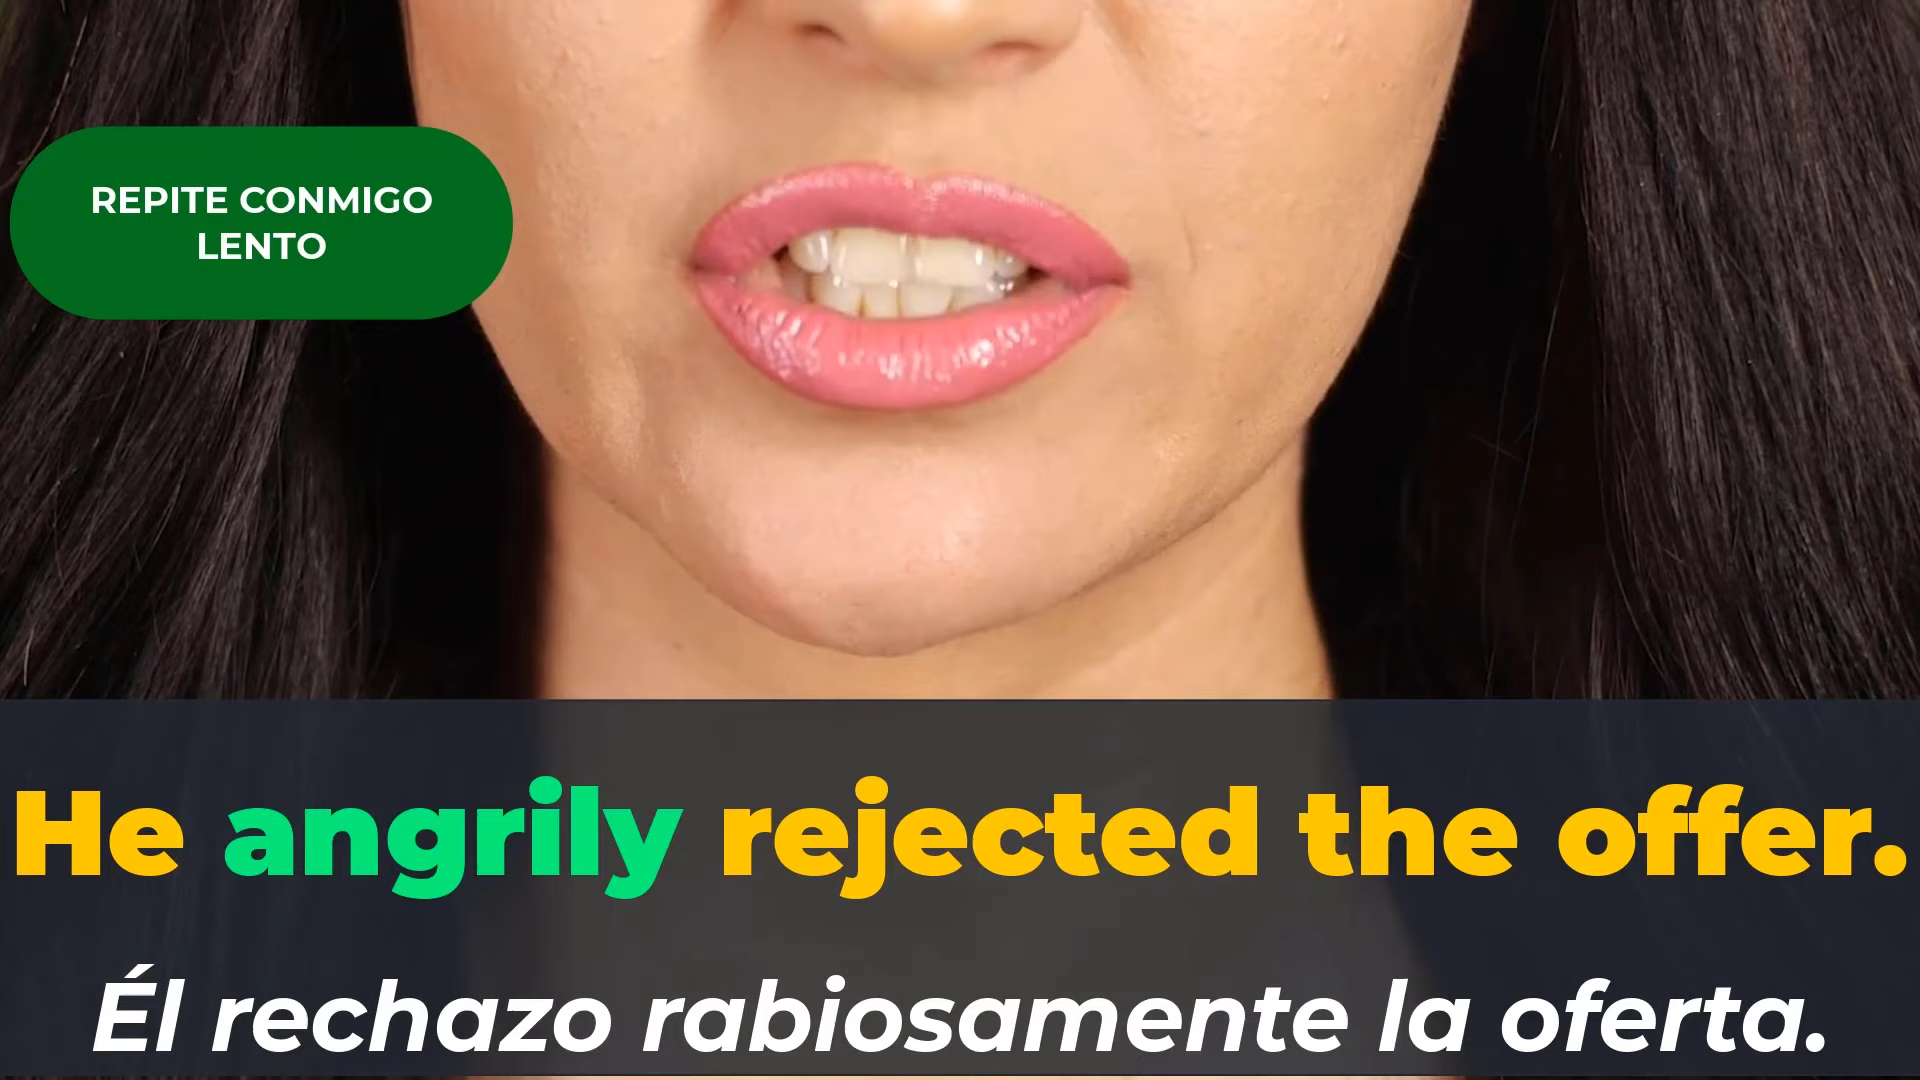 REPITE CONMIGO
LENTO
He angrily rejected the offer.
Él rechazo rabiosamente la oferta.